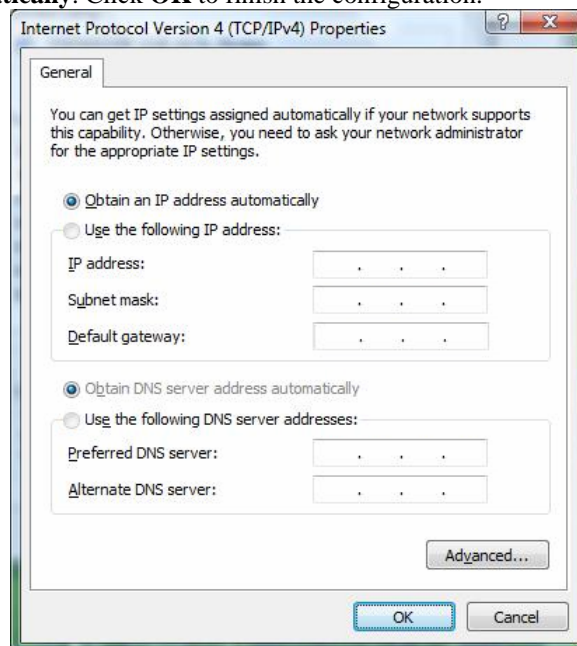 tically. Click OK to finish the configuration.
Internet Protocol Version 4 (TCP/IPv4) Properties
General
You can get IP settings assigned automatically if your network supports
this capability. Otherwise, you need to ask your network administrator
for the appropriate IP settings.
Obtain an IP address automatically
Use the following IP address:
IP address:
Subnet mask:
Default gateway:
Obtain DNS server address automatically
Use the following DNS server addresses:
Preferred DNS server:
Alternate DNS server:
Advanced...
OK
Cancel